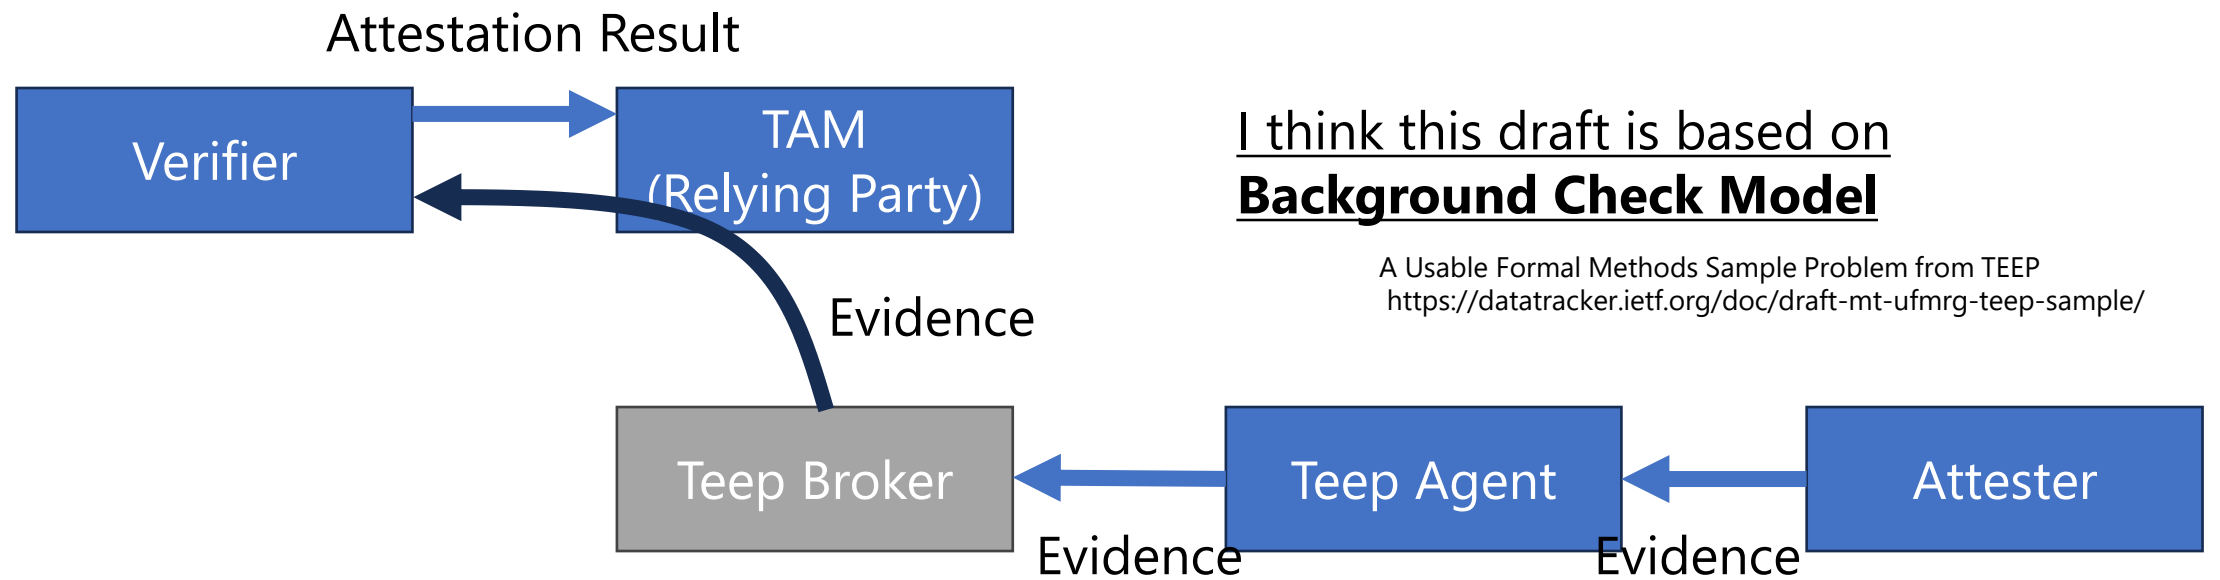 Attestation Result
Verifier
TAM
(Relying Party)
I think this draft is based on
Background Check Model
A Usable Formal Methods Sample Problem from TEEP
https://datatracker.ietf.org/doc/draft-mt-ufmrg-teep-sample/
Evidence
Teep Broker
Teep Agent
Attester
Evidence
Evidence